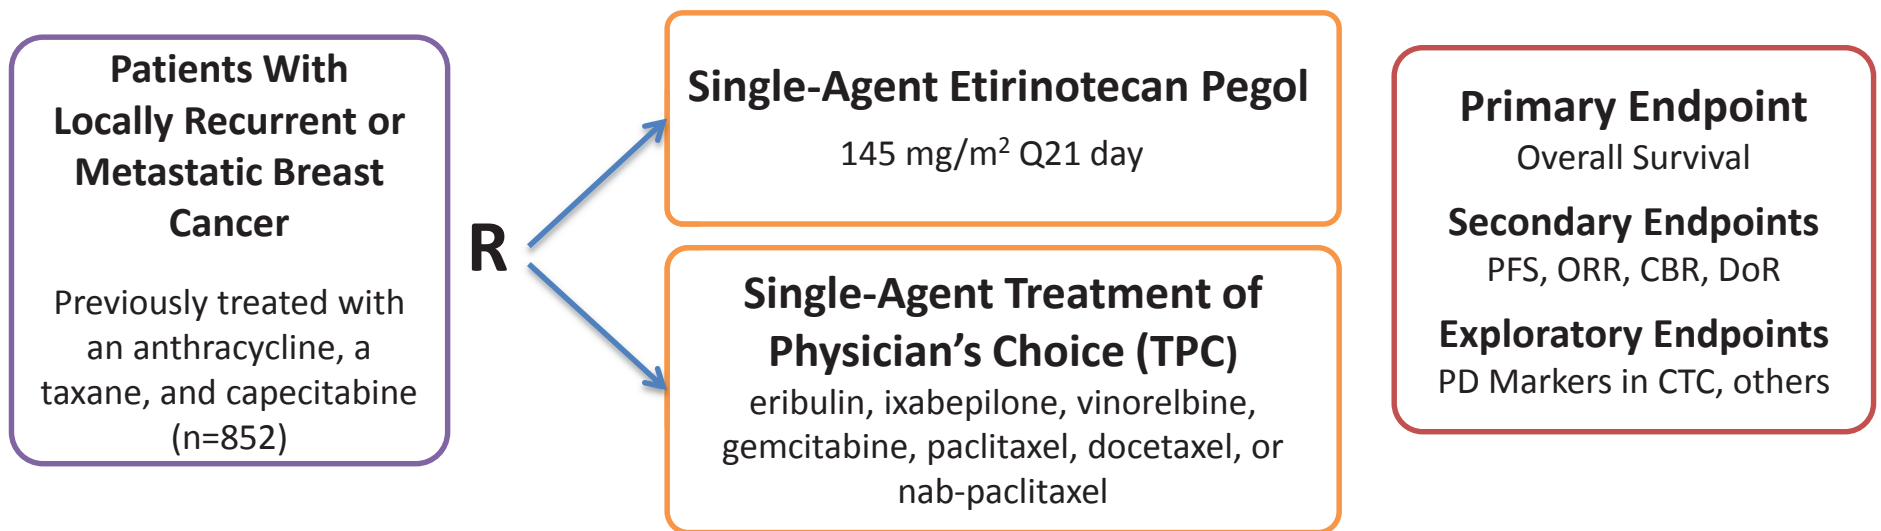 Patients With
Locally Recurrent or
Metastatic Breast
Cancer
Previously treated with
an anthracycline, a
taxane, and capecitabine
(n=852)
R
Single-Agent Etirinotecan Pegol
145 mg/m² Q21 day
Single-Agent Treatment of
Physician’s Choice (TPC)
eribulin, ixabepilone, vinorelbine,
gemcitabine, paclitaxel, docetaxel, or
nab-paclitaxel
Primary Endpoint
Overall Survival
Secondary Endpoints
PFS, ORR, CBR, DoR
Exploratory Endpoints
PD Markers in CTC, others